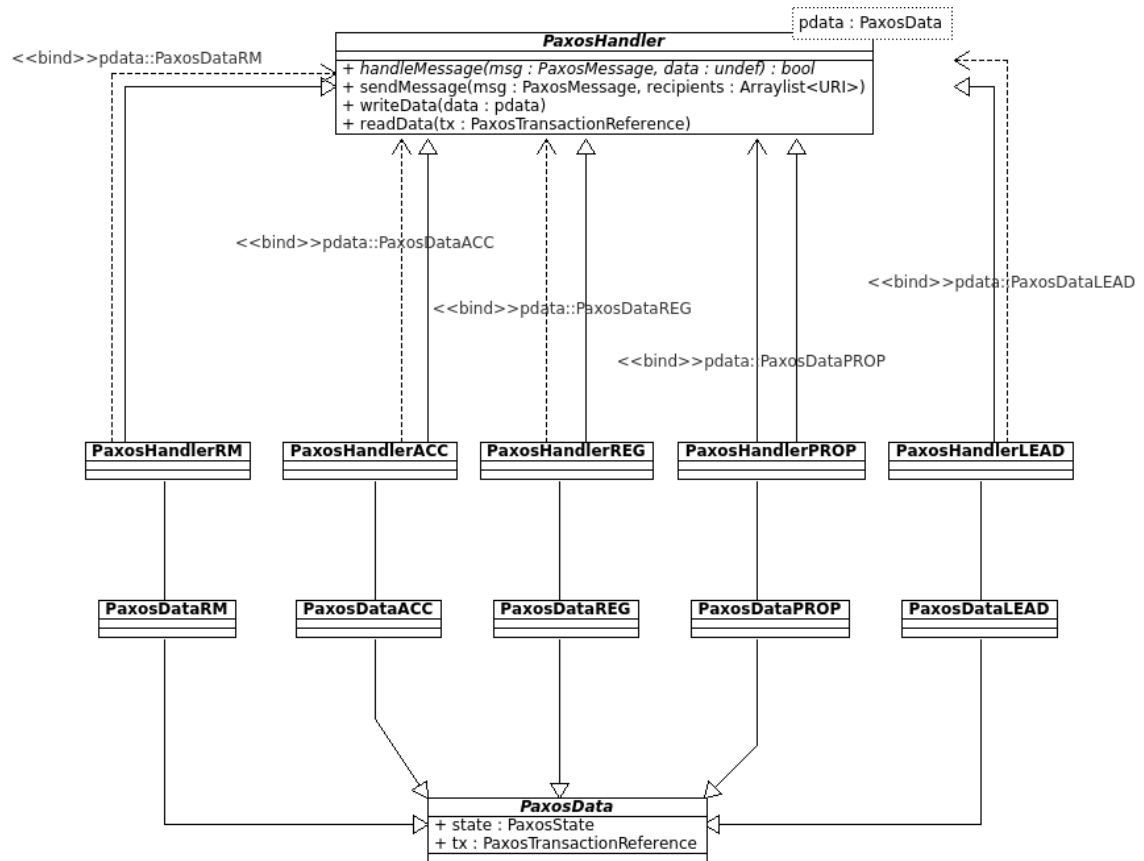 pdata : PaxosData
PaxosHandler
<<bind>>pdata::PaxosDataRM
+ handleMessage(msg : PaxosMessage, data : undef) : bool
+ sendMessage(msg : PaxosMessage, recipients : Arraylist<URI>)
+ writeData(data : pdata)
+ readData(tx : PaxosTransactionReference)
<<bind>>pdata::PaxosDataACC
<<bind>>pdata::PaxosDataLEAD
<<bind>>pdata::PaxosDataREG
<<bind>>pdata::PaxosDataPROP
PaxosHandlerRM
PaxosHandlerACC
PaxosHandlerREG
PaxosHandlerPROP
PaxosHandlerLEAD
PaxosDataRM
PaxosDataACC
PaxosDataREG
PaxosDataPROP
PaxosDataLEAD
PaxosData
+ state : PaxosState
+ tx : PaxosTransactionReference